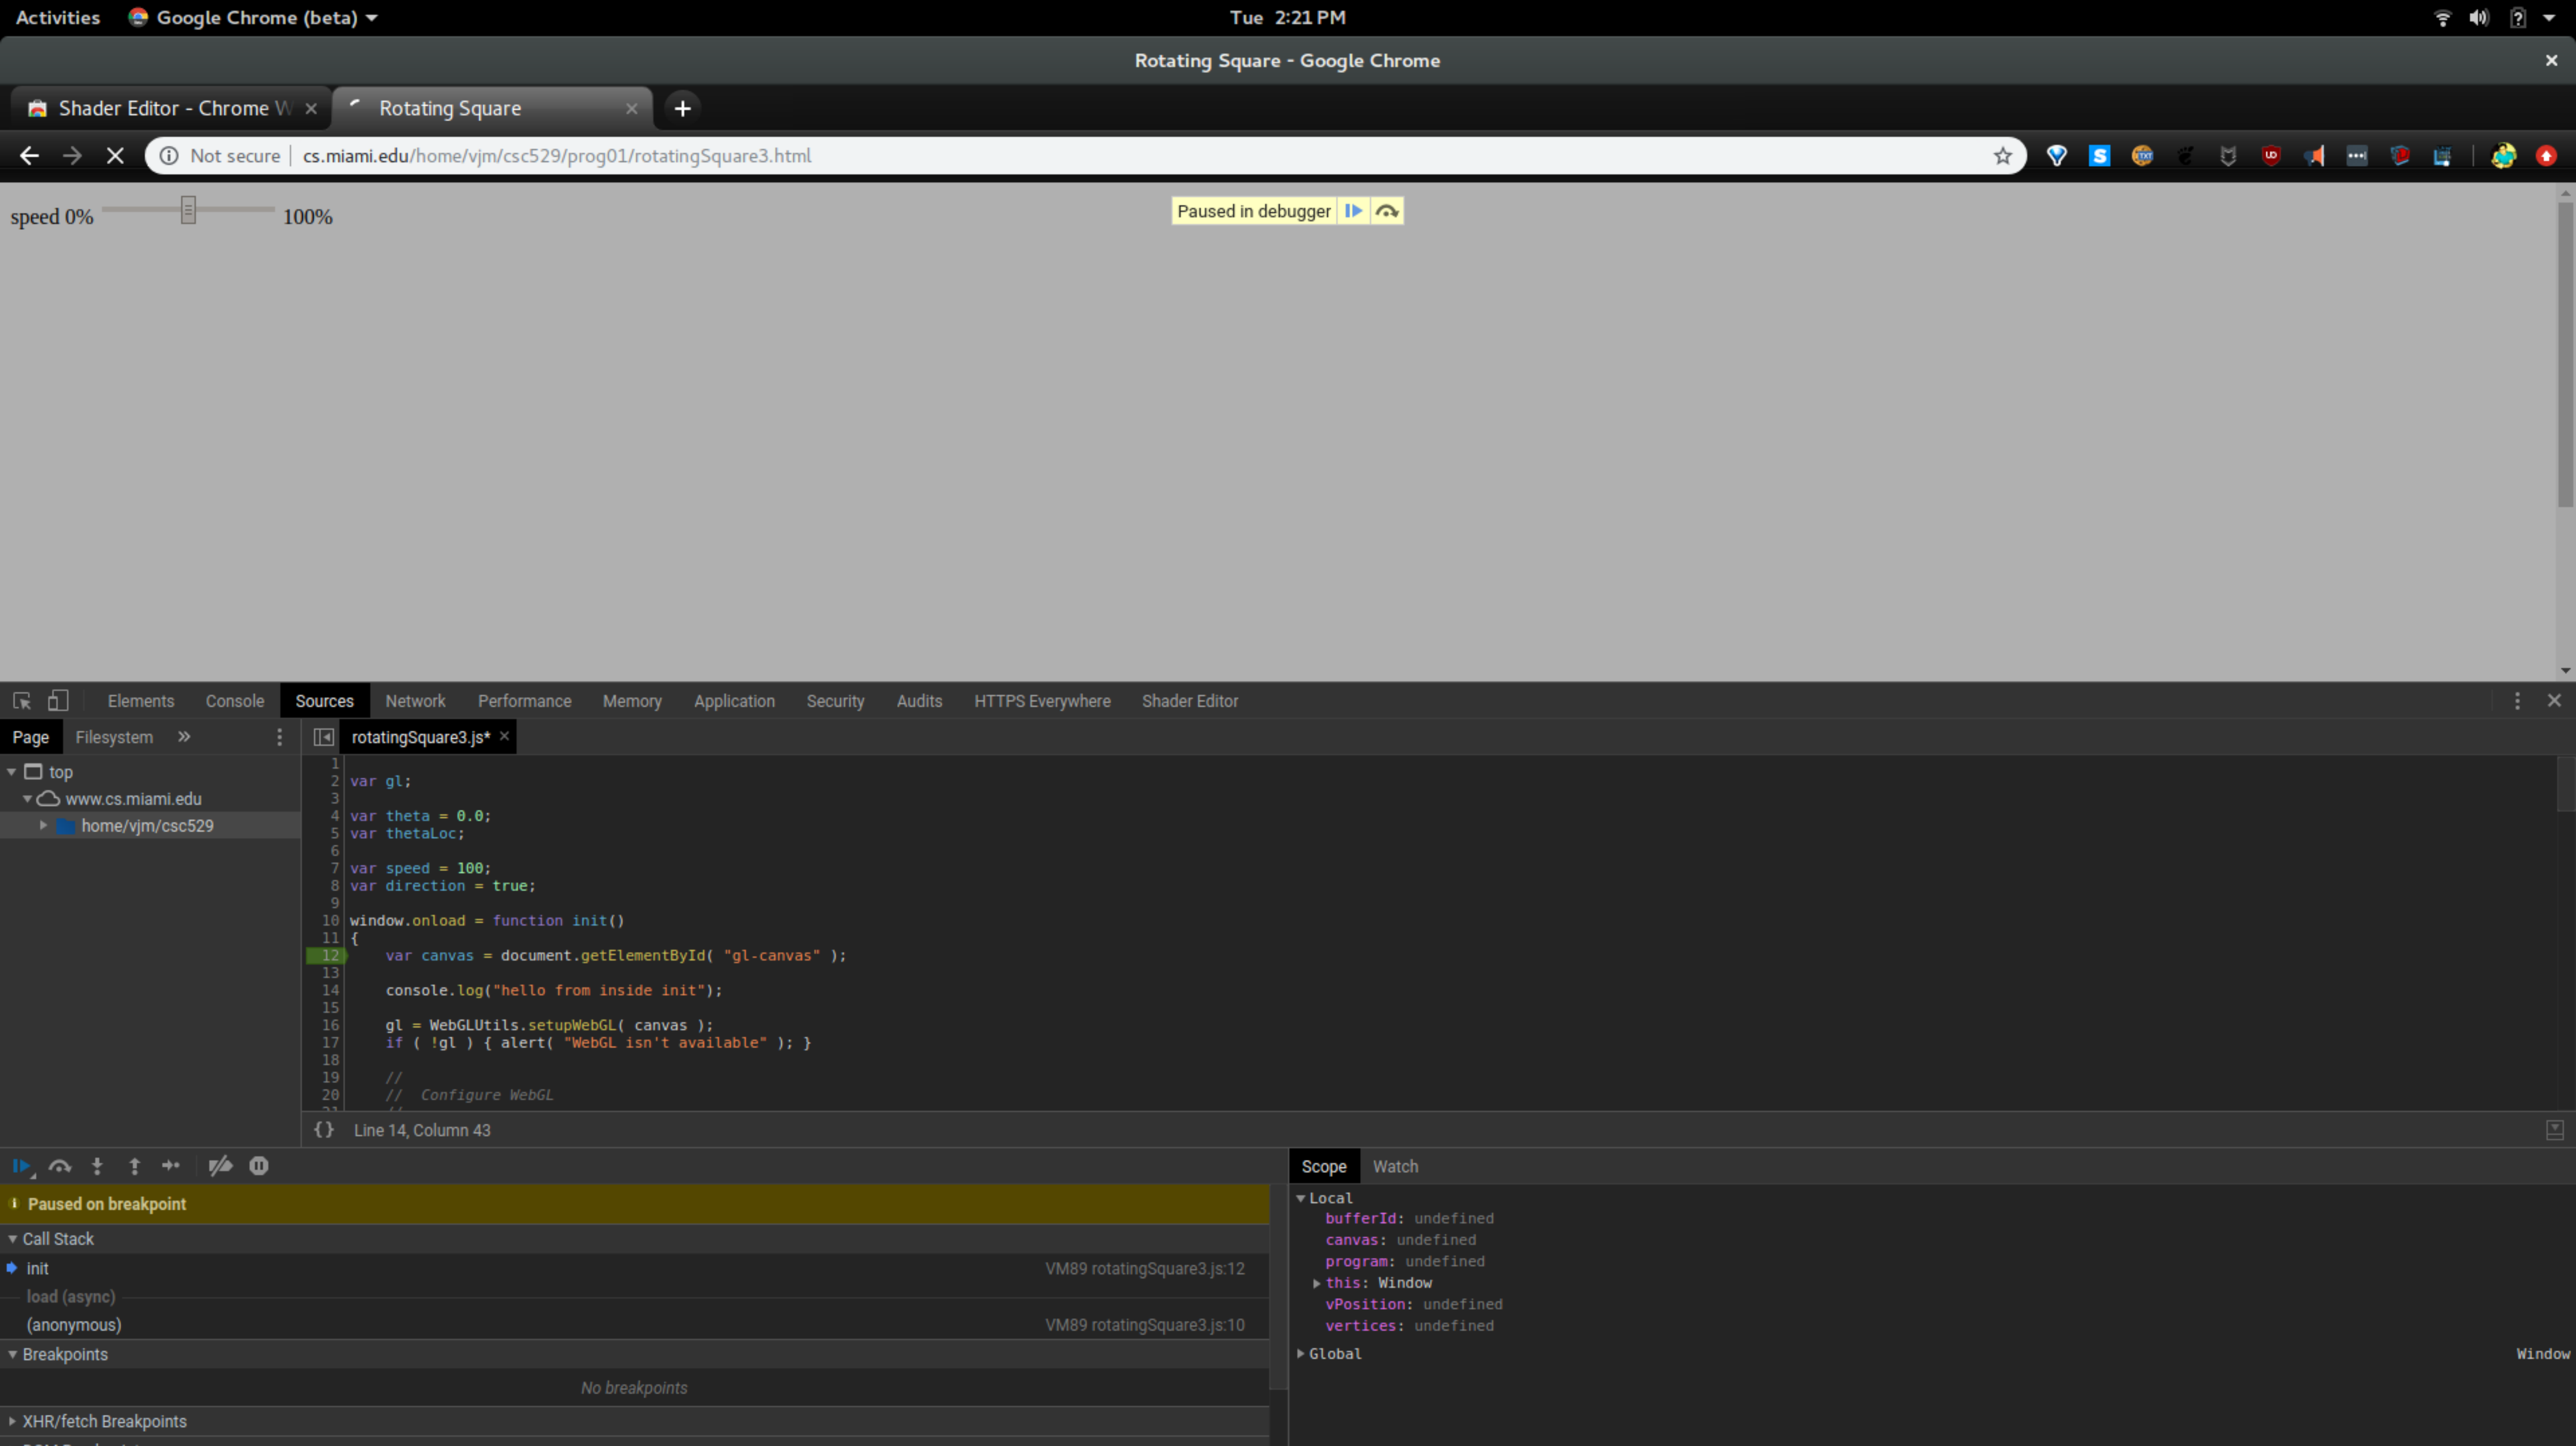 Activities Google Chrome (beta) Tue 2:21 PM
Rotating Square - Google Chrome
Shader Editor - Chrome W Rotating Square
Not secure cs.miami.edu/home/vjm/csc529/prog01/rotatingSquare3.html
speed 0% 100%
Paused in debugger
Elements Console Sources Network Performance Memory Application Security Audits HTTPS Everywhere Shader Editor
Page Filesystem » rotatingSquare3.js*
top
www.cs.miami.edu
home/vjm/csc529
1
2 var gl;
3
4 var theta = 0.0;
5 var thetaLoc;
6
7 var speed = 100;
8 var direction = true;
9
10 window.onload = function init()
11 {
12 var canvas = document.getElementById( "gl-canvas" );
13
14 console.log("hello from inside init");
15
16 gl = WebGLUtils.setupWebGL( canvas );
17 if ( !gl ) { alert( "WebGL isn't available" ); }
18
19 //
20 // Configure WebGL
21 //
{} Line 14, Column 43
Paused on breakpoint
Call Stack
init VM89 rotatingSquare3.js:12
load (async)
(anonymous) VM89 rotatingSquare3.js:10
Breakpoints
No breakpoints
XHR/fetch Breakpoints
Scope Watch
Local
bufferId: undefined
canvas: undefined
program: undefined
this: Window
vPosition: undefined
vertices: undefined
Global Window